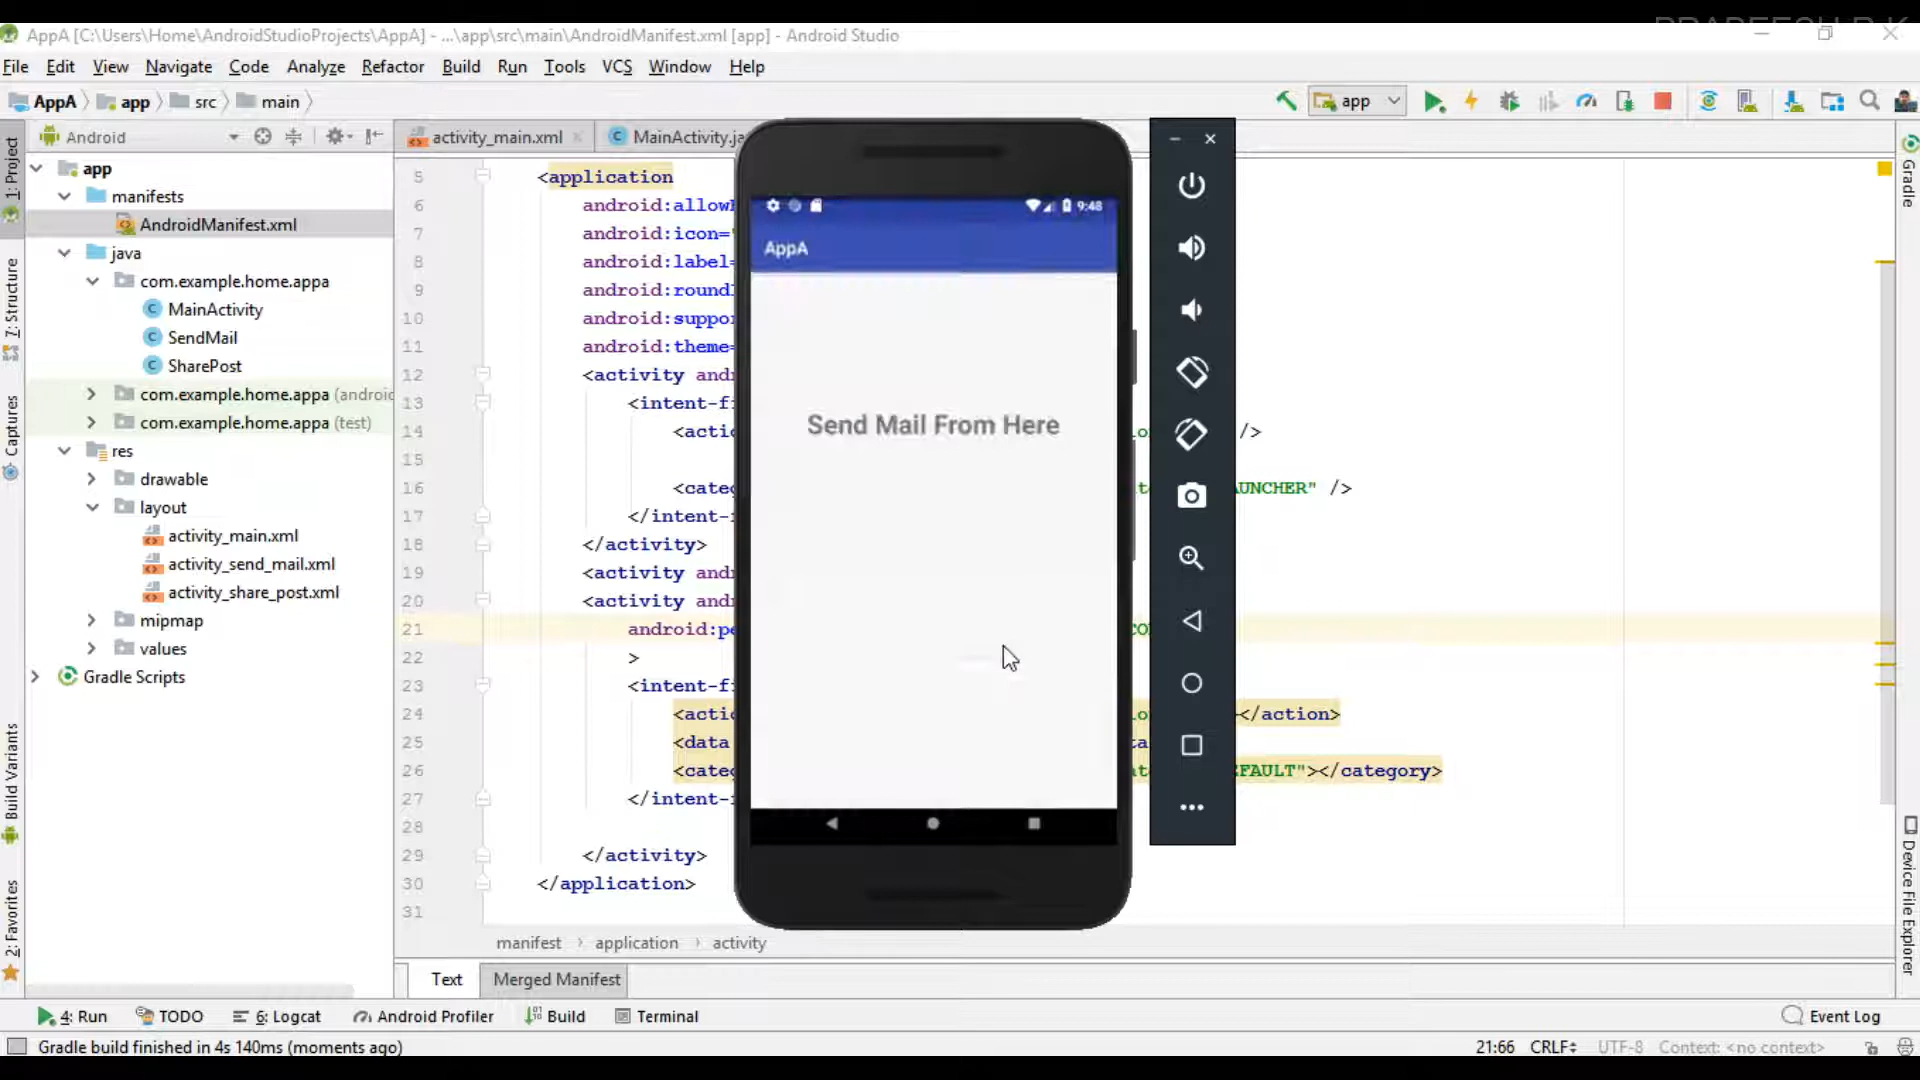 AppA [C:\Users\Home\AndroidStudioProjects\AppA] - ...\app\src\main\AndroidManifest.xml [app] - Android Studio
File Edit View Navigate Code Analyze Refactor Build Run Tools VCS Window Help
AppA app src main
app
Android
activity_main.xml
MainActivity.ja
1: Project
7: Structure
Captures
Build Variants
2: Favorites
app
manifests
AndroidManifest.xml
java
com.example.home.appa
MainActivity
SendMail
SharePost
com.example.home.appa (android
com.example.home.appa (test)
res
drawable
layout
activity_main.xml
activity_send_mail.xml
activity_share_post.xml
mipmap
values
Gradle Scripts
5 <application
6 android:allow
7 android:icon=
8 android:label=
9 android:round
10 android:suppo
11 android:theme=
12 <activity and
13 <intent-f
14 <actio />
15
16 <cate AUNCHER" />
17 </intent-
18 </activity>
19 <activity and
20 <activity and
21 android:pe
22 >
23 <intent-f
24 <actio ></action>
25 <data ta
26 <cate EFAULT"></category>
27 </intent-
28
29 </activity>
30 </application>
31
9:48
AppA
Send Mail From Here
manifest application activity
Text Merged Manifest
4: Run TODO 6: Logcat Android Profiler Build Terminal
Event Log
Gradle build finished in 4s 140ms (moments ago)
21:66 CRLF UTF-8 Context: <no context>
Gradle
Device File Explorer